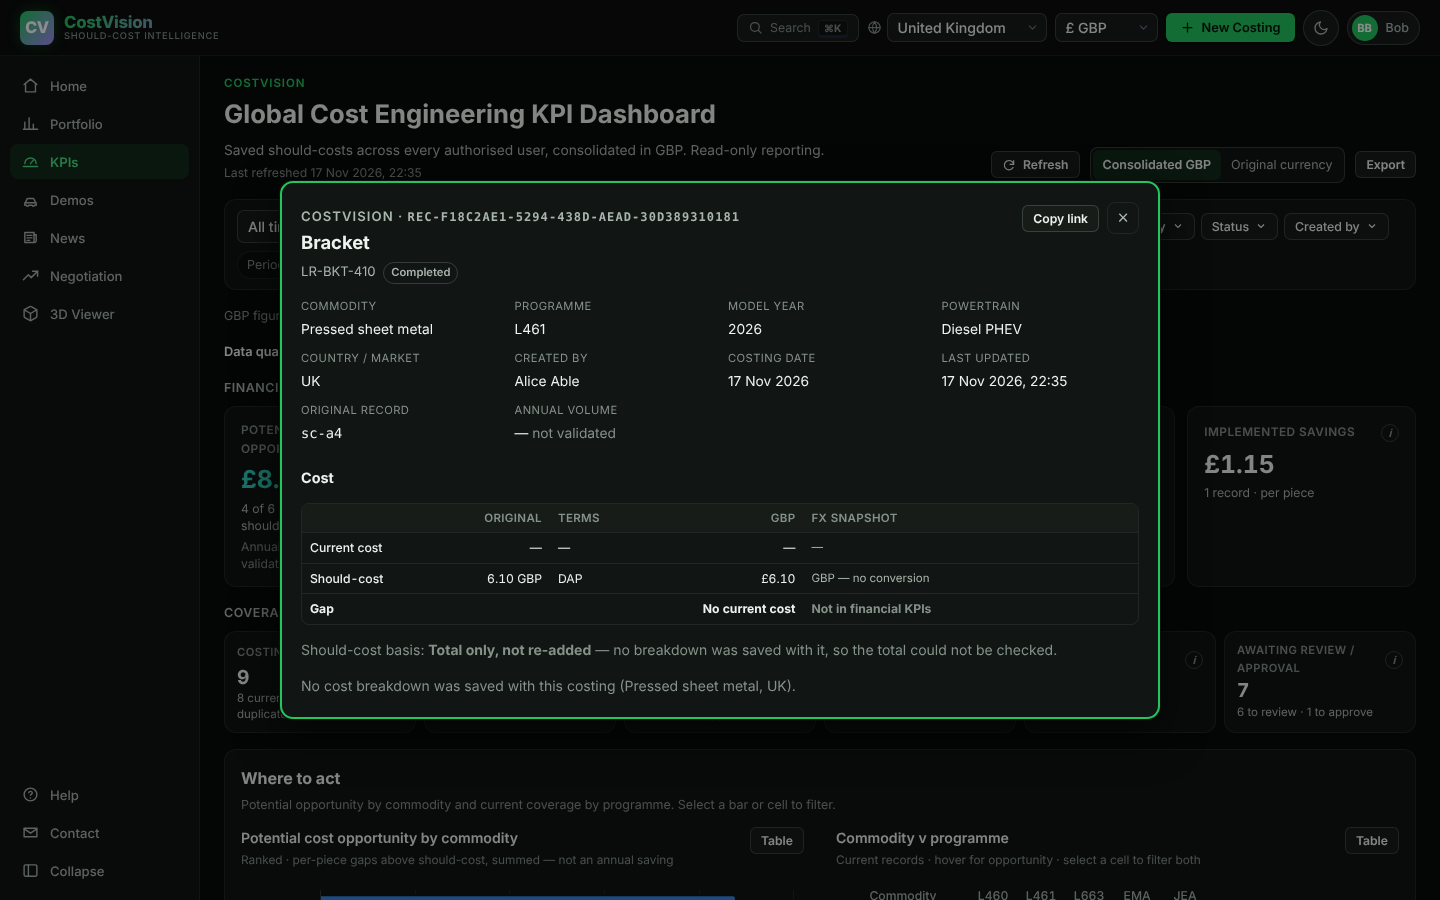 CV
CostVision
SHOULD-COST INTELLIGENCE
Search ⌘K
United Kingdom
£ GBP
+ New Costing
BB Bob
Home
Portfolio
KPIs
Demos
News
Negotiation
3D Viewer
Help
Contact
Collapse
COSTVISION
Global Cost Engineering KPI Dashboard
Saved should-costs across every authorised user, consolidated in GBP. Read-only reporting.
Last refreshed 17 Nov 2026, 22:35
Refresh
Consolidated GBP
Original currency
Export
Status
Created by
GBP
Data
COSTVISION · REC-F18C2AE1-5294-438D-AEAD-30D389310181
Copy link
Bracket
LR-BKT-410 Completed
COMMODITY PROGRAMME MODEL YEAR POWERTRAIN
Pressed sheet metal L461 2026 Diesel PHEV
COUNTRY / MARKET CREATED BY COSTING DATE LAST UPDATED
UK Alice Able 17 Nov 2026 17 Nov 2026, 22:35
ORIGINAL RECORD ANNUAL VOLUME
sc-a4 — not validated
Cost
ORIGINAL TERMS GBP FX SNAPSHOT
Current cost — — — —
Should-cost 6.10 GBP DAP £6.10 GBP — no conversion
Gap No current cost Not in financial KPIs
Should-cost basis: Total only, not re-added — no breakdown was saved with it, so the total could not be checked.
No cost breakdown was saved with this costing (Pressed sheet metal, UK).
£8.
4 of 6
IMPLEMENTED SAVINGS i
£1.15
1 record · per piece
9
i
AWAITING REVIEW / APPROVAL i
7
6 to review · 1 to approve
Where to act
Potential opportunity by commodity and current coverage by programme. Select a bar or cell to filter.
Potential cost opportunity by commodity
Table
Ranked · per-piece gaps above should-cost, summed — not an annual saving
Commodity v programme
Table
Current records · hover for opportunity · select a cell to filter both
Commodity L460 L461 L663 EMA JEA